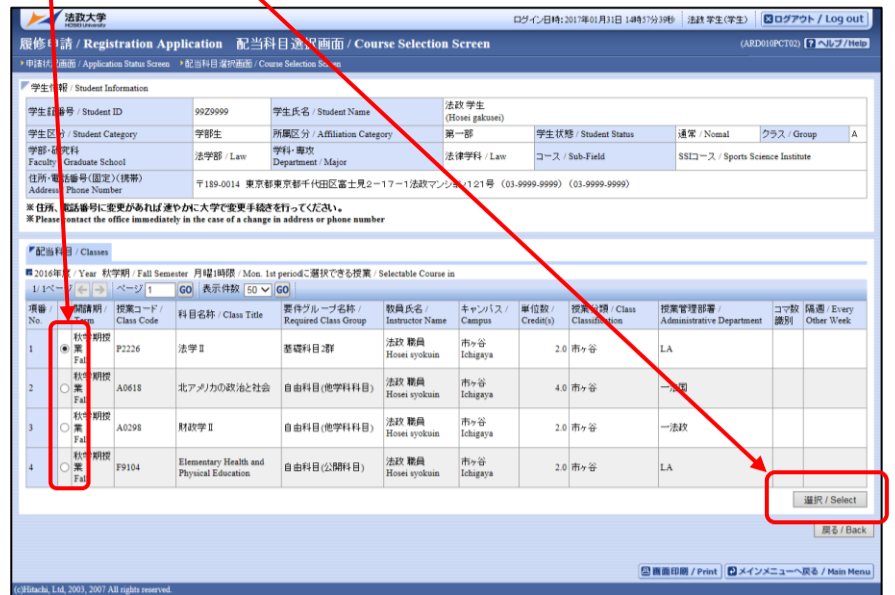 法政大学
HOSEI University
ログイン日時:2017年01月31日 14時57分39秒 法政 学生(学生) ログアウト / Log out
履修申請 / Registration Application 配当科目選択画面 / Course Selection Screen (ARD010PCT02) ヘルプ/Help
申請状況画面 / Application Status Screen 配当科目選択画面 / Course Selection Screen
学生情報 / Student Information
学生証番号 / Student ID 99Z9999 学生氏名 / Student Name 法政 学生
(Hosei gakusei)
学生区分 / Student Category 学部生 所属区分 / Affiliation Category 第一部 学生状態 / Student Status 通常 / Nomal クラス / Group A
学部・研究科
Faculty / Graduate School 法学部 / Law 学科・専攻
Department / Major 法律学科 / Law コース / Sub-Field SSIコース / Sports Science Institute
住所・電話番号(固定)(携帯)
Address / Phone Number 〒189-0014 東京都東京都千代田区富士見2-17-1法政マンション121号 (03-9999-9999) (03-9999-9999)
※住所、電話番号に変更があれば速やかに大学で変更手続きを行ってください。
※Please contact the office immediately in the case of a change in address or phone number
配当科目 / Classes
2016年度 / Year 秋学期 / Fall Semester 月曜1時限 / Mon. 1st periodに選択できる授業 / Selectable Course in
1/1ページ ページ 1 GO 表示件数 50 GO
項番 / No. 開講期 / Term 授業コード / Class Code 科目名称 / Class Title 要件グループ名称 / Required Class Group 教員氏名 / Instructor Name キャンパス / Campus 単位数 / Credit(s) 授業分類 / Class Classification 授業管理部署 / Administrative Department コマ数識別 隔週 / Every Other Week
1 秋学期授業 Fall P2226 法学Ⅱ 基礎科目2群 法政 職員 Hosei syokuin 市ヶ谷 Ichigaya 2.0 市ヶ谷 LA
2 秋学期授業 Fall A0618 北アメリカの政治と社会 自由科目(他学科科目) 法政 職員 Hosei syokuin 市ヶ谷 Ichigaya 4.0 市ヶ谷 一法国
3 秋学期授業 Fall A0298 財政学Ⅱ 自由科目(他学科科目) 法政 職員 Hosei syokuin 市ヶ谷 Ichigaya 2.0 市ヶ谷 一法政
4 秋学期授業 Fall F9104 Elementary Health and Physical Education 自由科目(公開科目) 法政 職員 Hosei syokuin 市ヶ谷 Ichigaya 2.0 市ヶ谷 LA
選択 / Select
戻る / Back
画面印刷 / Print メインメニューへ戻る / Main Menu
(c)Hitachi, Ltd, 2003, 2007 All rights reserved.